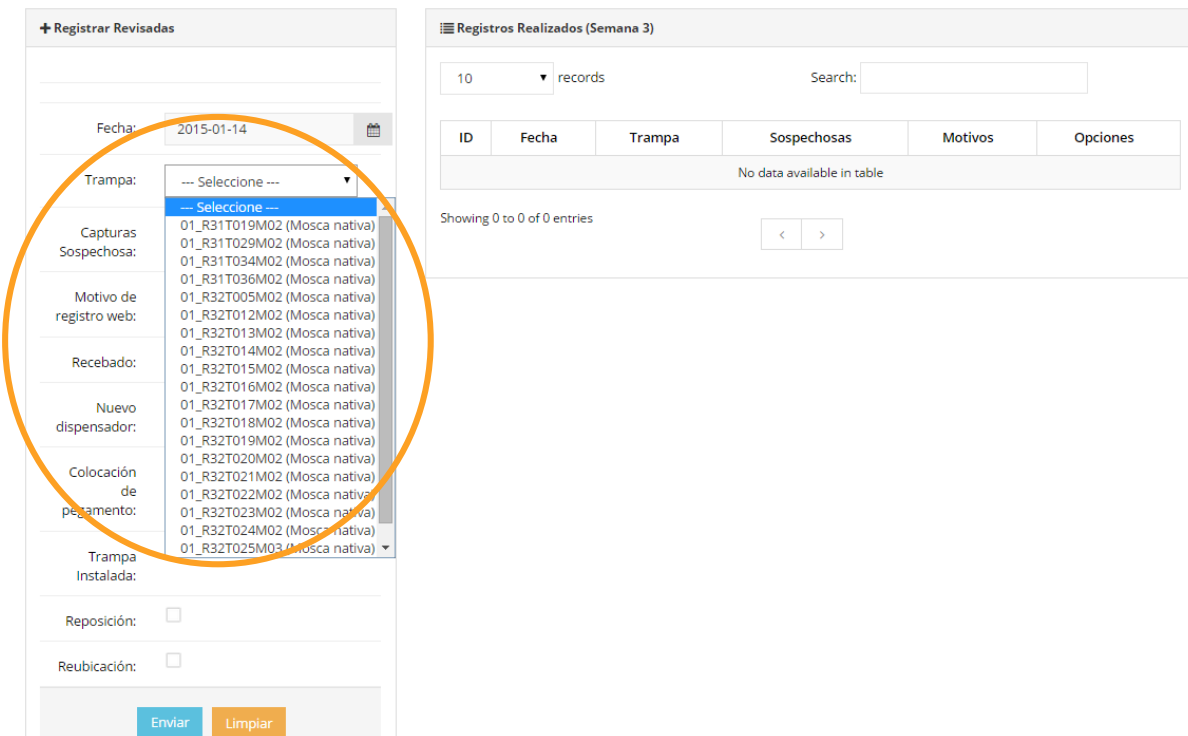 Registrar Revisadas
Fecha:
2015-01-14
Trampa:
--- Seleccione ---
--- Seleccione ---
01_R31T019M02 (Mosca nativa)
01_R31T029M02 (Mosca nativa)
01_R31T034M02 (Mosca nativa)
01_R31T036M02 (Mosca nativa)
01_R32T005M02 (Mosca nativa)
01_R32T012M02 (Mosca nativa)
01_R32T013M02 (Mosca nativa)
01_R32T014M02 (Mosca nativa)
01_R32T015M02 (Mosca nativa)
01_R32T016M02 (Mosca nativa)
01_R32T017M02 (Mosca nativa)
01_R32T018M02 (Mosca nativa)
01_R32T019M02 (Mosca nativa)
01_R32T020M02 (Mosca nativa)
01_R32T021M02 (Mosca nativa)
01_R32T022M02 (Mosca nativa)
01_R32T023M02 (Mosca nativa)
01_R32T024M02 (Mosca nativa)
01_R32T025M03 (Mosca nativa)
Capturas
Sospechosa:
Motivo de
registro web:
Recebado:
Nuevo
dispensador:
Colocación
de
pegamento:
Trampa
Instalada:
Reposición:
Reubicación:
Enviar
Limpiar
Registros Realizados (Semana 3)
10 records
Search:
ID Fecha Trampa Sospechosas Motivos Opciones
No data available in table
Showing 0 to 0 of 0 entries